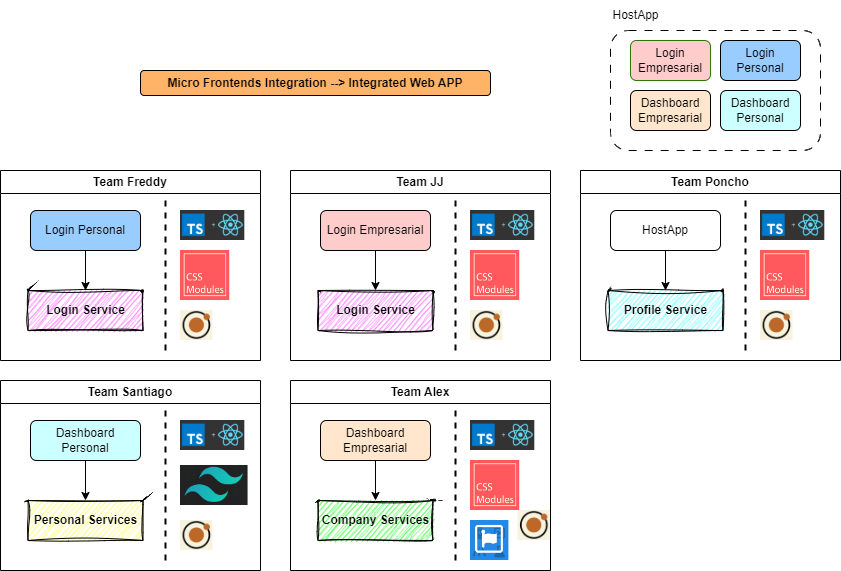 HostApp
Login
Empresarial
Login
Personal
Dashboard
Empresarial
Dashboard
Personal
Micro Frontends Integration --> Integrated Web APP
Team Freddy
Login Personal
Login Service
TS +
CSS
Modules
Team JJ
Login Empresarial
Login Service
TS +
CSS
Modules
Team Poncho
HostApp
Profile Service
TS +
CSS
Modules
Team Santiago
Dashboard
Personal
Personal Services
TS +
Team Alex
Dashboard
Empresarial
Company Services
TS +
CSS
Modules